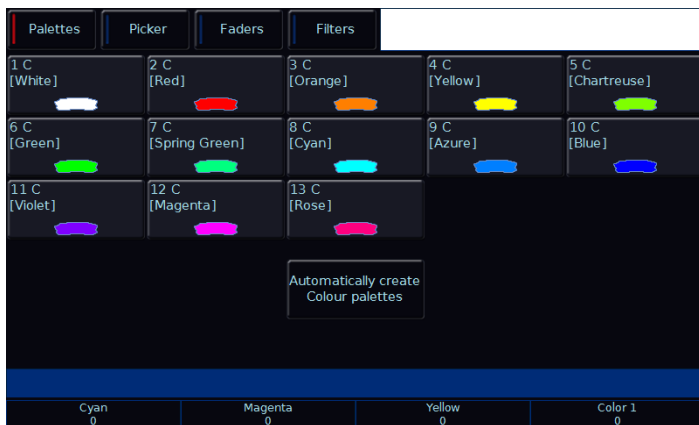 Palettes Picker Faders Filters
1 C 2 C 3 C 4 C 5 C
[White] [Red] [Orange] [Yellow] [Chartreuse]
6 C 7 C 8 C 9 C 10 C
[Green] [Spring Green] [Cyan] [Azure] [Blue]
11 C 12 C 13 C
[Violet] [Magenta] [Rose]
Automatically create
Colour palettes
Cyan Magenta Yellow Color 1
0 0 0 0